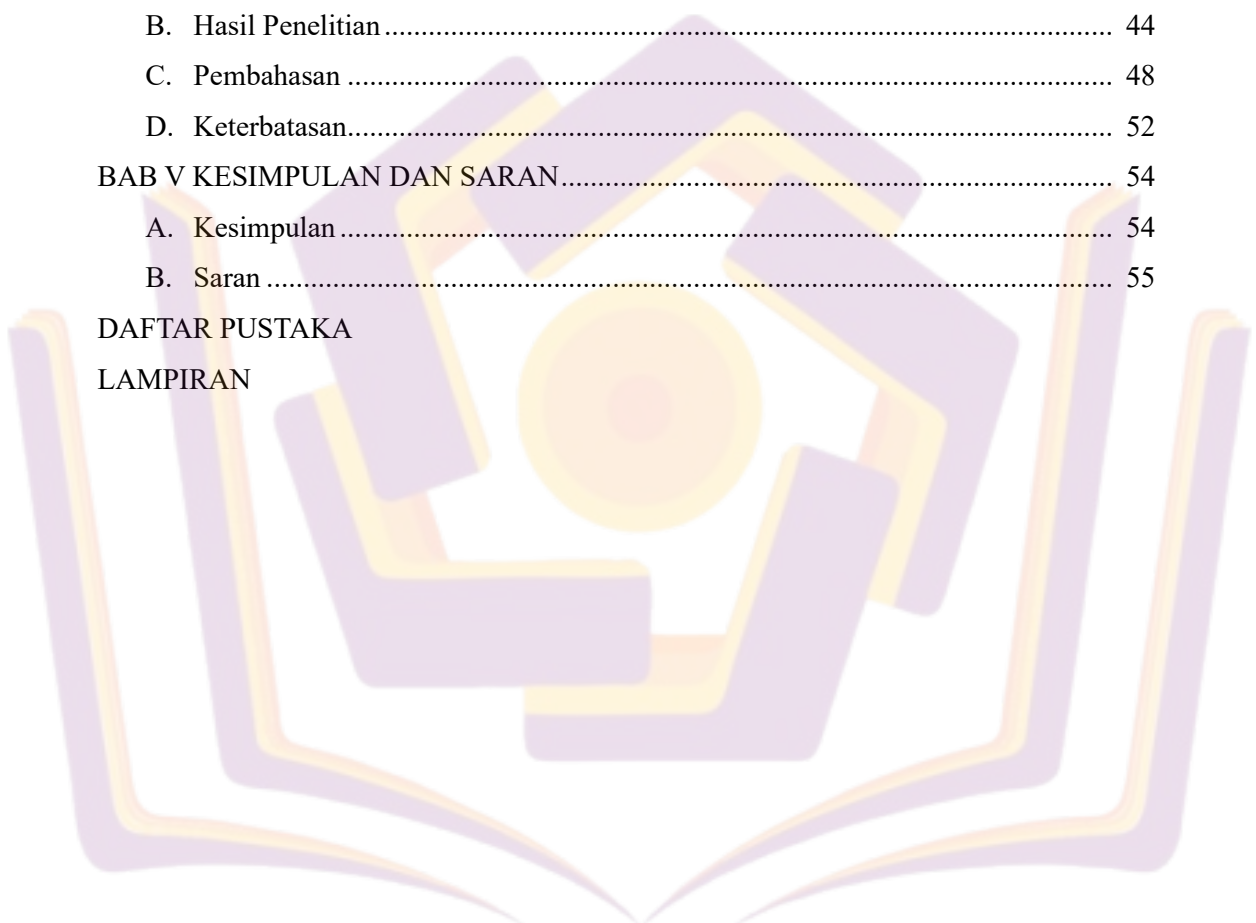 B. Hasil Penelitian........................................................................................................ 44
C. Pembahasan .............................................................................................................. 48
D. Keterbatasan............................................................................................................. 52
BAB V KESIMPULAN DAN SARAN.............................................................................. 54
A. Kesimpulan .............................................................................................................. 54
B. Saran ......................................................................................................................... 55
DAFTAR PUSTAKA
LAMPIRAN